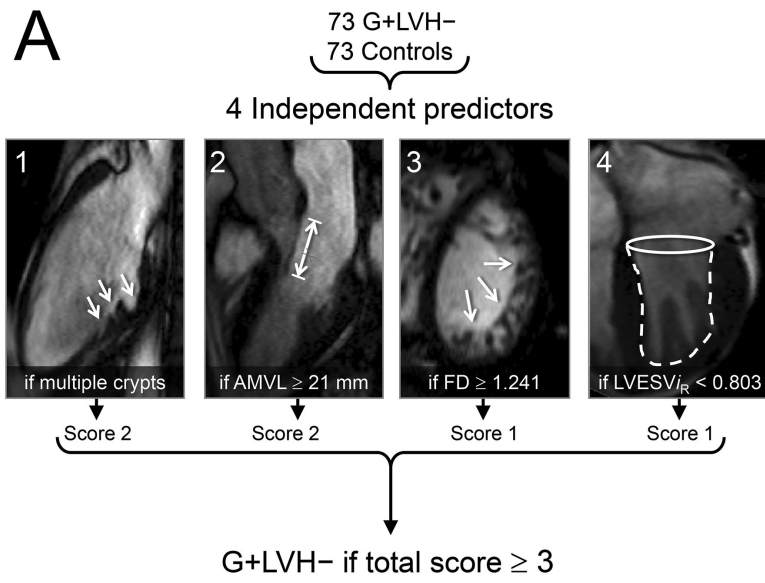 A
73 G+LVH−
73 Controls
4 Independent predictors
1
2
3
4
if multiple crypts
if AMVL ≥ 21 mm
if FD ≥ 1.241
if LVESViR < 0.803
Score 2
Score 2
Score 1
Score 1
G+LVH− if total score ≥ 3